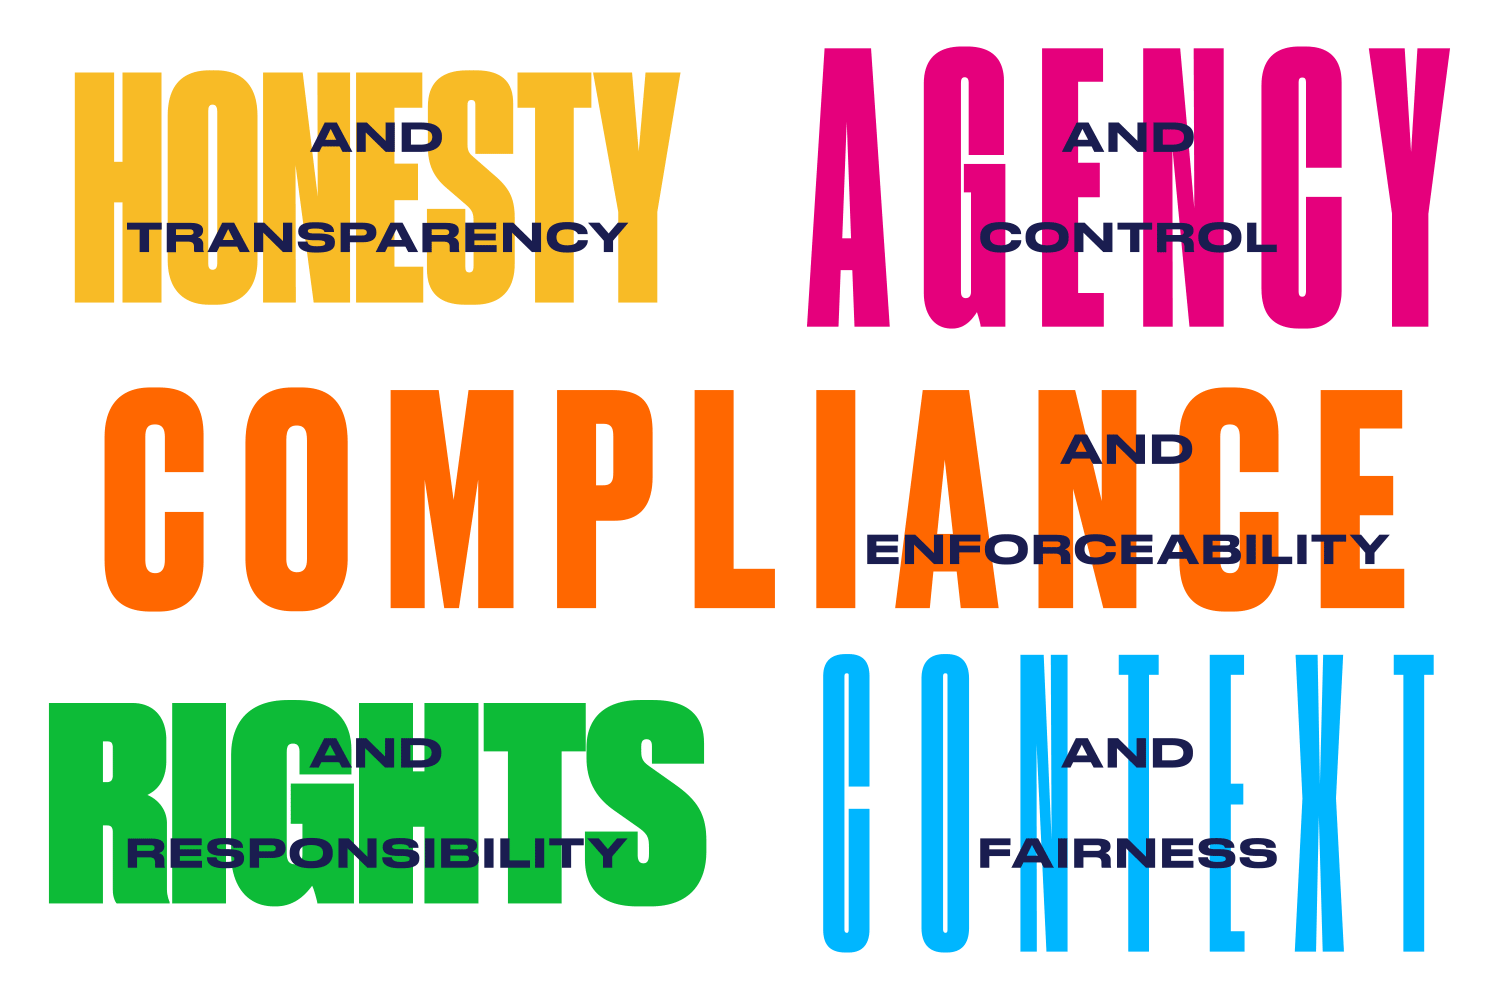 HONESTY
AND
TRANSPARENCY
AGENCY
AND
CONTROL
COMPLIANCE
AND
ENFORCEABILITY
RIGHTS
AND
RESPONSIBILITY
CONTEXT
AND
FAIRNESS